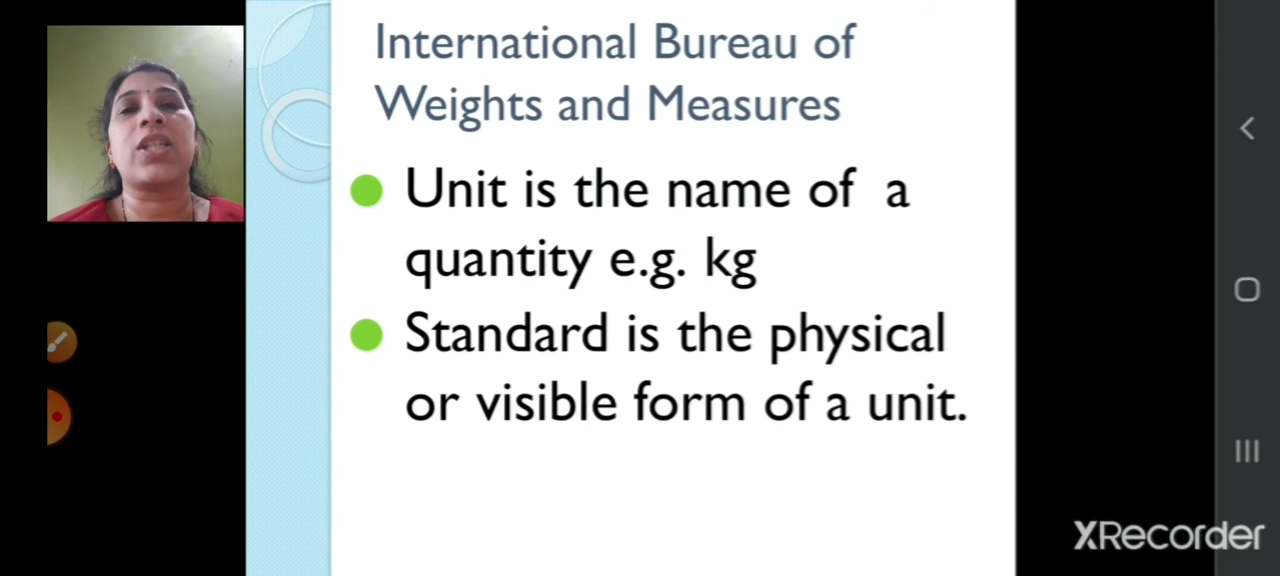 International Bureau of
Weights and Measures
Unit is the name of a
quantity e.g. kg
Standard is the physical
or visible form of a unit.
XRecorder